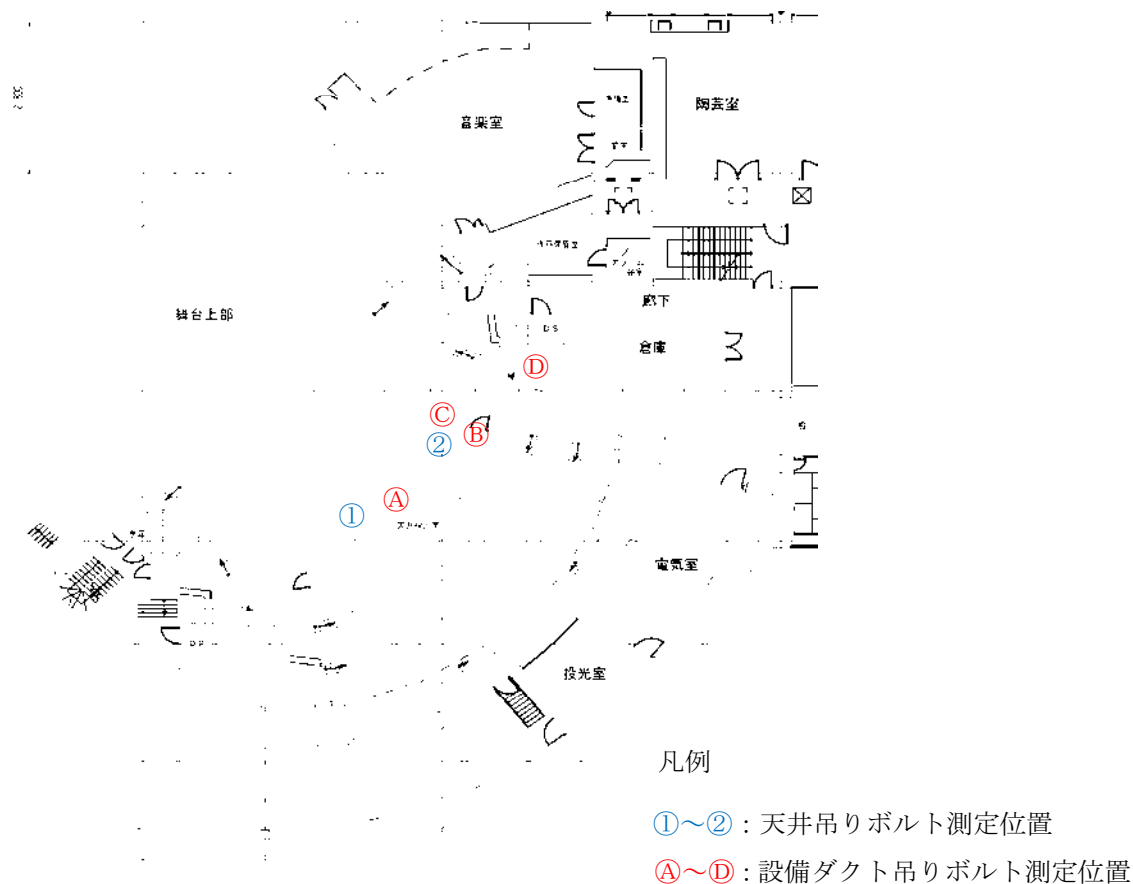 音楽室
陶芸室
廊下
舞台上部
DS
倉庫
Ⓓ
Ⓒ
Ⓑ
②
Ⓐ
①
電気室
投光室
凡例
①～②：天井吊りボルト測定位置
Ⓐ～Ⓓ：設備ダクト吊りボルト測定位置